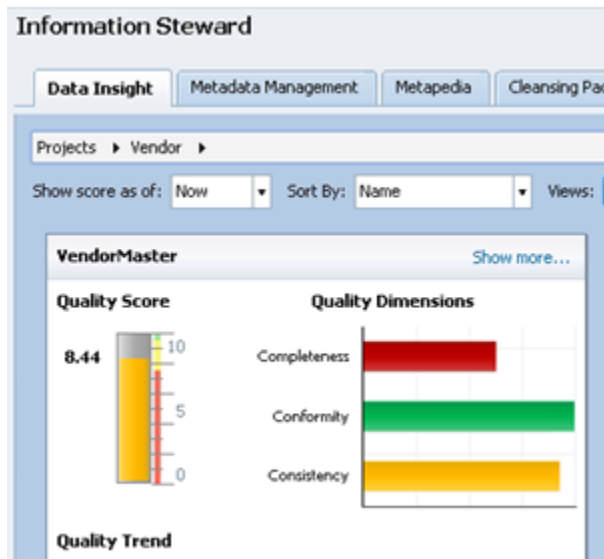 Information Steward
Data Insight
Metadata Management
Metapedia
Cleansing Pac
Projects
Vendor
Show score as of:
Now
Sort By:
Name
Views:
VendorMaster
Show more...
Quality Score
Quality Dimensions
8.44
10
5
0
Completeness
Conformity
Consistency
Quality Trend